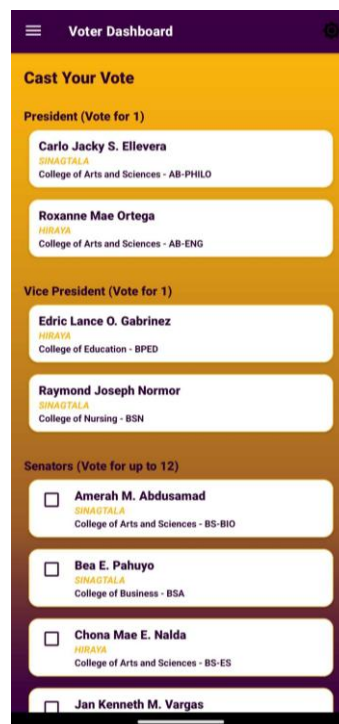 Voter Dashboard
Cast Your Vote
President (Vote for 1)
Carlo Jacky S. Ellevera
SINAGTALA
College of Arts and Sciences - AB-PHILO
Roxanne Mae Ortega
HIRAYA
College of Arts and Sciences - AB-ENG
Vice President (Vote for 1)
Edric Lance O. Gabrinez
HIRAYA
College of Education - BPED
Raymond Joseph Normor
SINAGTALA
College of Nursing - BSN
Senators (Vote for up to 12)
Amerah M. Abdusamad
SINAGTALA
College of Arts and Sciences - BS-BIO
Bea E. Pahuyo
SINAGTALA
College of Business - BSA
Chona Mae E. Nalda
HIRAYA
College of Arts and Sciences - BS-ES
Jan Kenneth M. Vargas